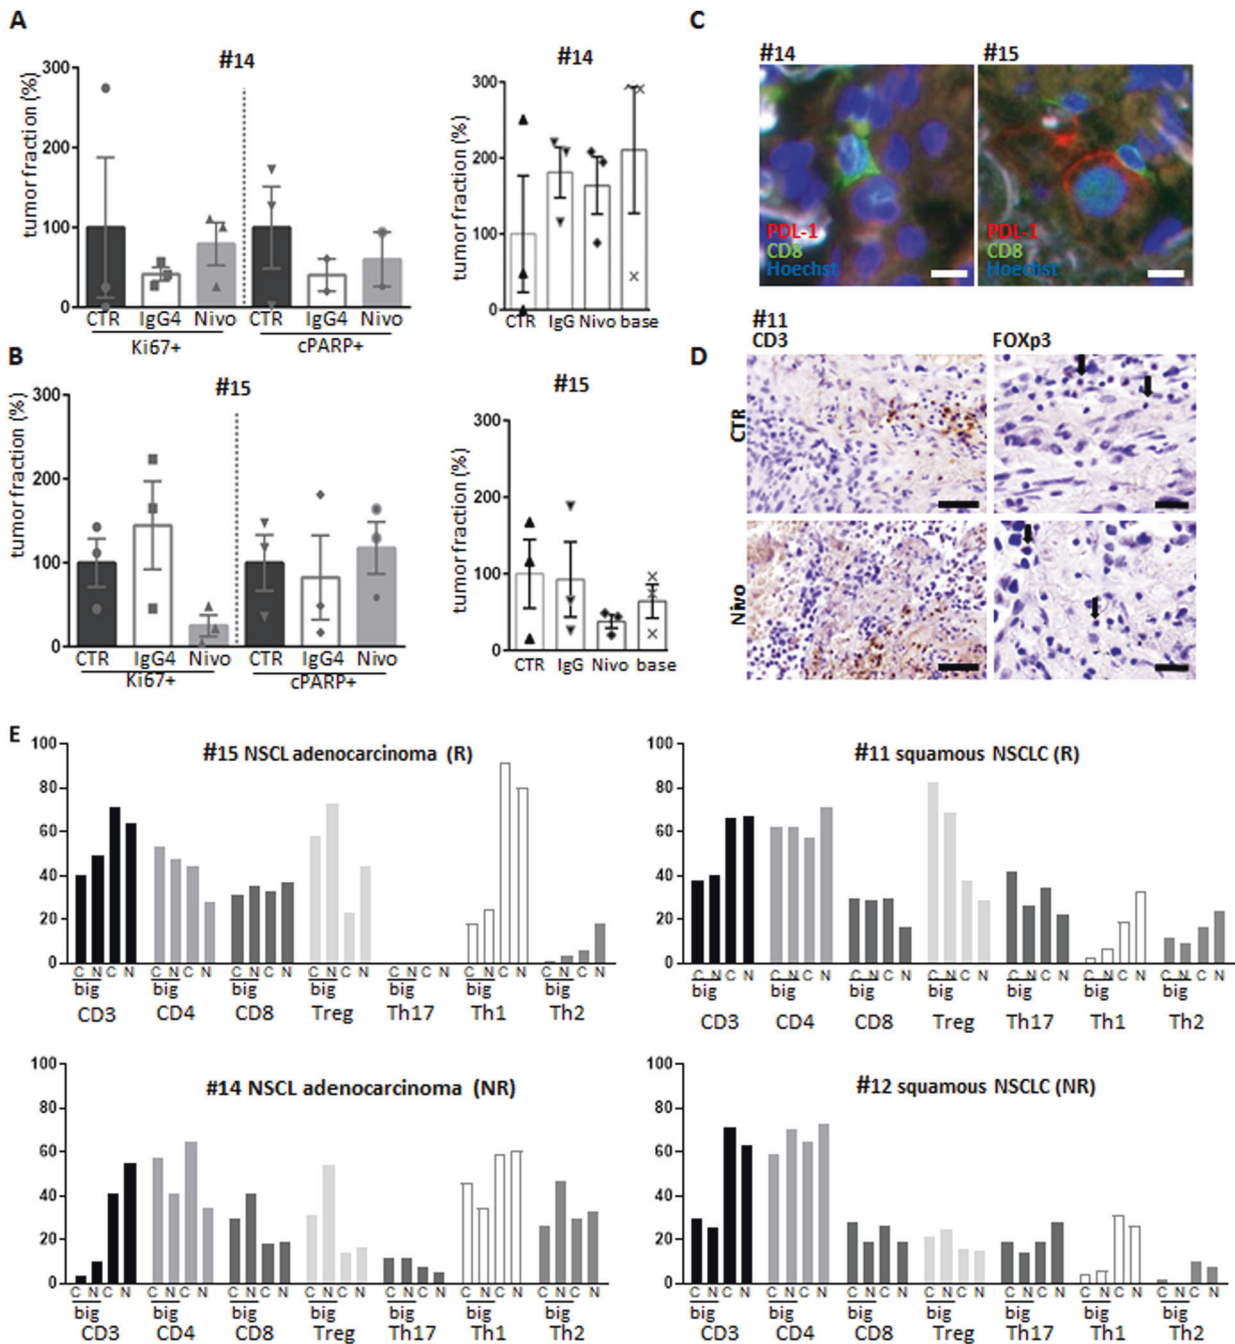 A
#14
tumor fraction (%)
300
200
100
0
CTR IgG4 Nivo CTR IgG4 Nivo
Ki67+ cPARP+
#14
tumor fraction (%)
300
200
100
0
CTR IgG Nivo base
B
#15
tumor fraction (%)
300
200
100
0
CTR IgG4 Nivo CTR IgG4 Nivo
Ki67+ cPARP+
#15
tumor fraction (%)
300
200
100
0
CTR IgG Nivo base
C
#14
PDL-1
CD8
Hoechst
#15
PDL-1
CD8
Hoechst
D
#11
CD3 FOXp3
CTR
Nivo
E
#15 NSCL adenocarcinoma (R)
100
80
60
40
20
0
C N C N C N C N C N C N C N C N C N C N C N C N C N C N
big big big big big big big
CD3 CD4 CD8 Treg Th17 Th1 Th2
#11 squamous NSCLC (R)
100
80
60
40
20
0
C N C N C N C N C N C N C N C N C N C N C N C N C N C N
big big big big big big big
CD3 CD4 CD8 Treg Th17 Th1 Th2
#14 NSCL adenocarcinoma (NR)
100
80
60
40
20
0
C N C N C N C N C N C N C N C N C N C N C N C N C N C N
big big big big big big big
CD3 CD4 CD8 Treg Th17 Th1 Th2
#12 squamous NSCLC (NR)
100
80
60
40
20
0
C N C N C N C N C N C N C N C N C N C N C N C N C N C N
big big big big big big big
CD3 CD4 CD8 Treg Th17 Th1 Th2